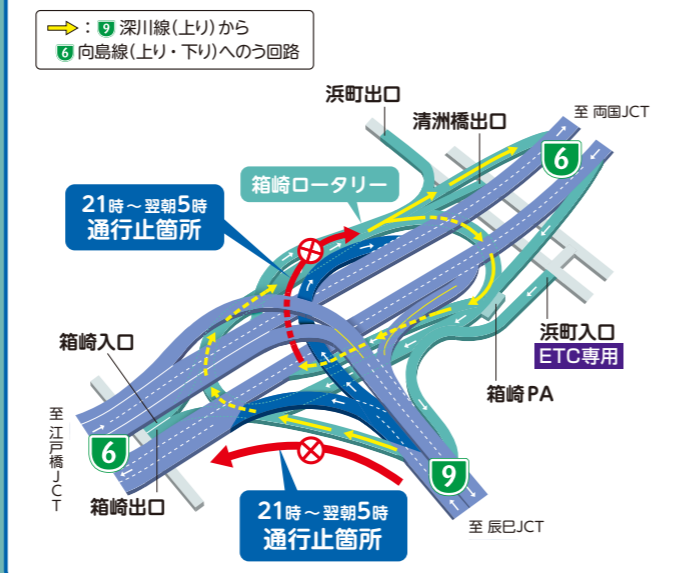 ：9 深川線(上り)から
6 向島線(上り・下り)へのう回路
浜町出口
清洲橋出口
至 両国JCT
6
箱崎ロータリー
21時～翌朝5時
通行止箇所
箱崎入口
浜町入口
ETC専用
箱崎PA
至 江戸橋JCT
6
箱崎出口
9
21時～翌朝5時
通行止箇所
至 辰巳JCT